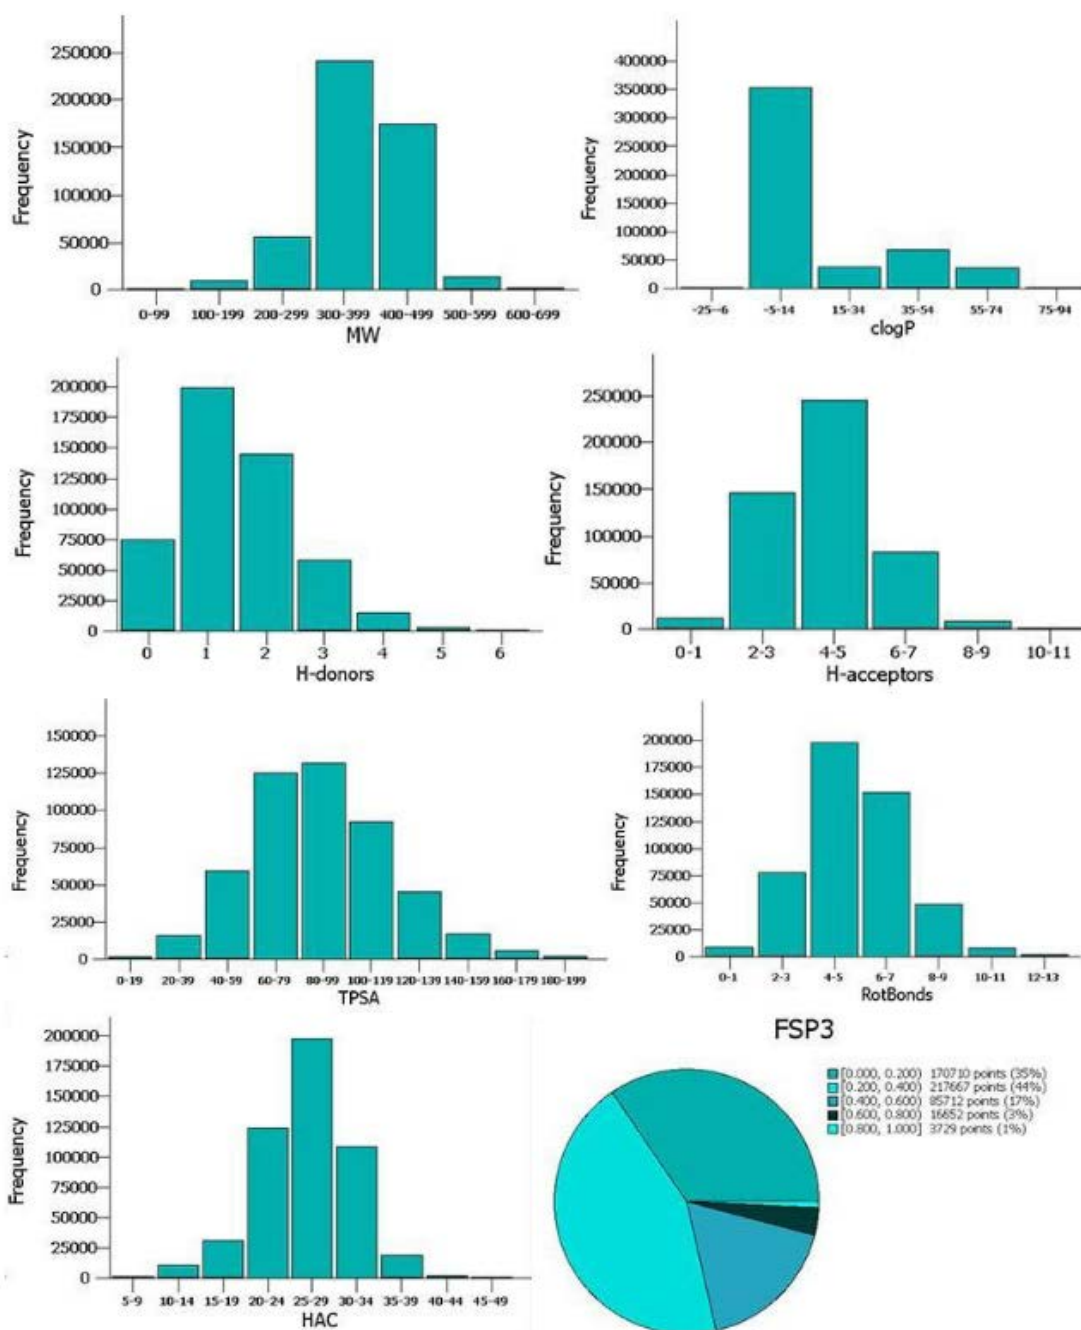 Frequency
250000
200000
150000
100000
50000
0
0-99 100-199 200-299 300-399 400-499 500-599 600-699
MW
Frequency
400000
350000
300000
250000
200000
150000
100000
50000
0
-25--6 -5-14 15-34 35-54 55-74 75-94
clogP
Frequency
200000
175000
150000
125000
100000
75000
50000
25000
0
0 1 2 3 4 5 6
H-donors
Frequency
250000
200000
150000
100000
50000
0
0-1 2-3 4-5 6-7 8-9 10-11
H-acceptors
Frequency
150000
125000
100000
75000
50000
25000
0
0-19 20-39 40-59 60-79 80-99 100-119 120-139 140-159 160-179 180-199
TPSA
Frequency
200000
175000
150000
125000
100000
75000
50000
25000
0
0-1 2-3 4-5 6-7 8-9 10-11 12-13
RotBonds
Frequency
200000
175000
150000
125000
100000
75000
50000
25000
0
5-9 10-14 15-19 20-24 25-29 30-34 35-39 40-44 45-49
HAC
FSP3
[0.000, 0.200) 170710 points (35%)
[0.200, 0.400) 217667 points (44%)
[0.400, 0.600) 85712 points (17%)
[0.600, 0.800) 16652 points (3%)
[0.800, 1.000] 3729 points (1%)